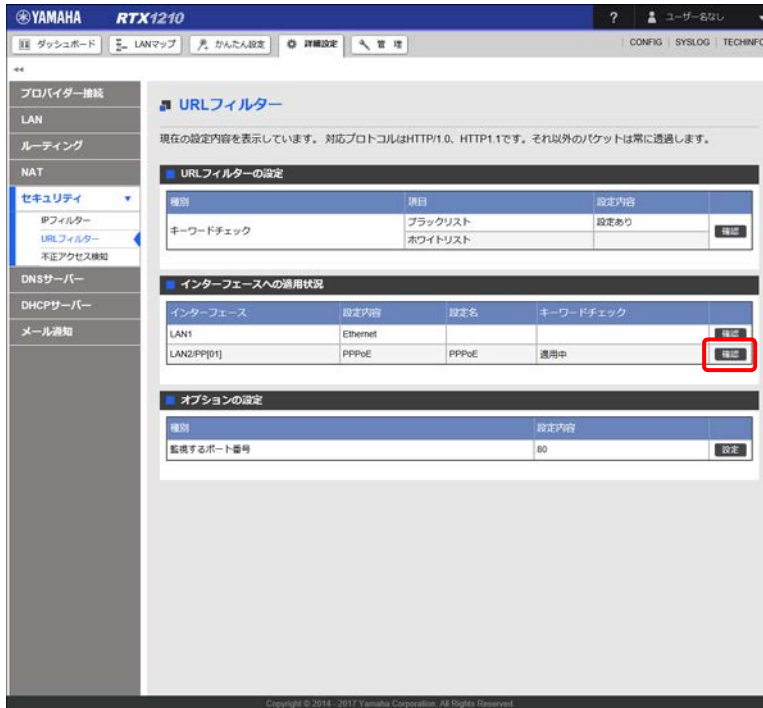 YAMAHA RTX1210 ? ユーザー名なし
ダッシュボード LANマップ かんたん設定 詳細設定 管理 CONFIG SYSLOG TECHINFO
プロバイダー接続
LAN
ルーティング
NAT
セキュリティ
IPフィルター
URLフィルター
不正アクセス検知
DNSサーバー
DHCPサーバー
メール通知
URLフィルター
現在の設定内容を表示しています。 対応プロトコルはHTTP/1.0、HTTP1.1です。それ以外のパケットは常に透過します。
URLフィルターの設定
種別 項目 設定内容
キーワードチェック ブラックリスト 設定あり 確認
ホワイトリスト
インターフェースへの適用状況
インターフェース 設定内容 設定名 キーワードチェック
LAN1 Ethernet 確認
LAN2/PP[01] PPPoE PPPoE 適用中 確認
オプションの設定
種別 設定内容
監視するポート番号 80 設定
Copyright © 2014 - 2017 Yamaha Corporation. All Rights Reserved